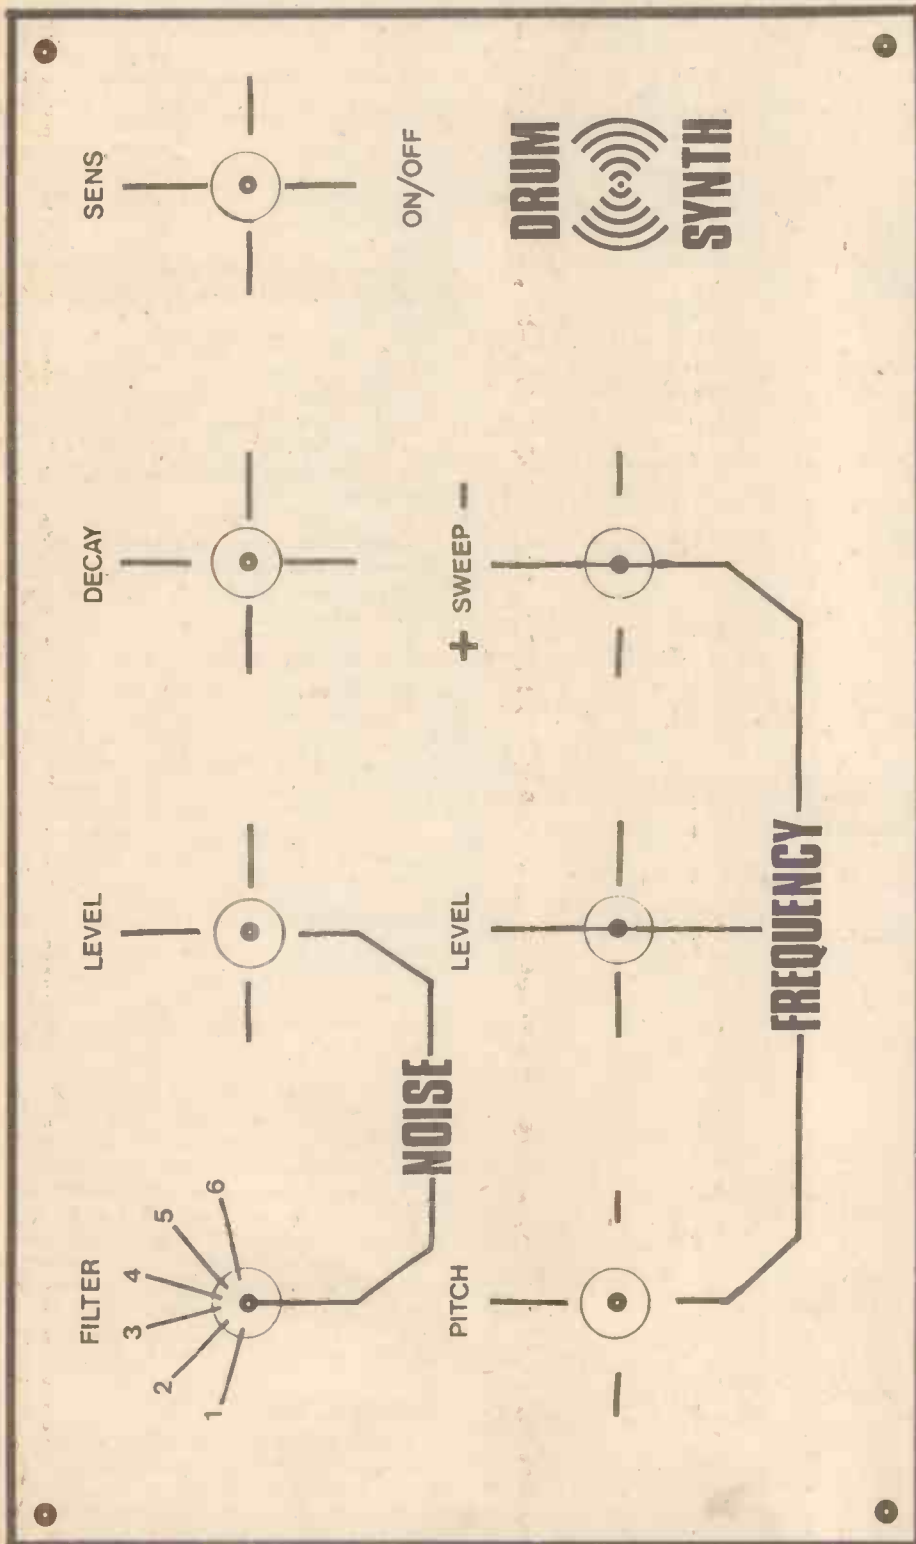 FILTER
LEVEL
DECAY
SENS
1
2
3
4
5
6
NOISE
ON/OFF
PITCH
LEVEL
+ SWEEP −
DRUM
SYNTH
FREQUENCY